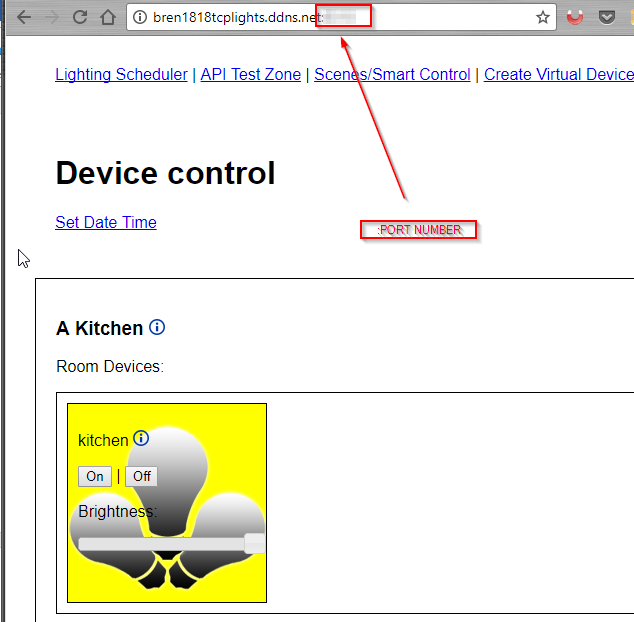 bren1818tcplights.ddns.net:
Lighting Scheduler | API Test Zone | Scenes/Smart Control | Create Virtual Device
Device control
Set Date Time
:PORT NUMBER
A Kitchen
Room Devices:
kitchen
On | Off
Brightness: